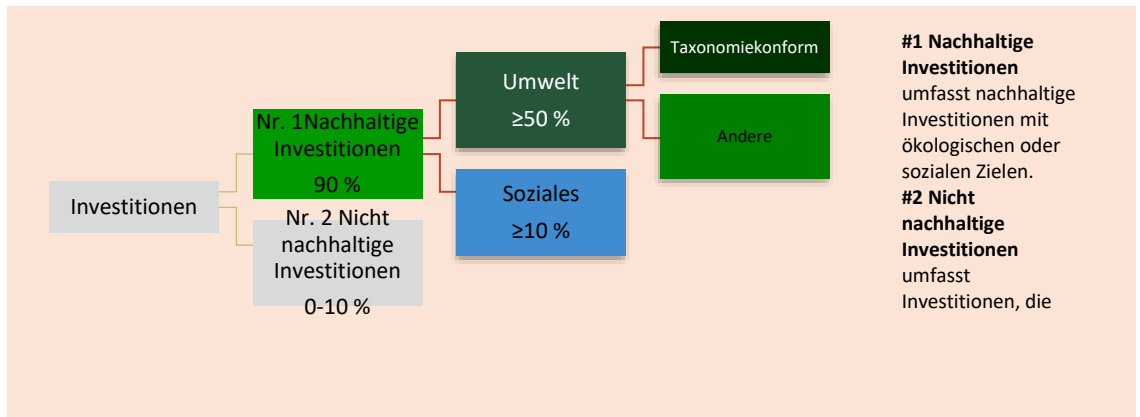 Investitionen
Nr. 1Nachhaltige
Investitionen
90 %
Nr. 2 Nicht
nachhaltige
Investitionen
0-10 %
Umwelt
≥50 %
Soziales
≥10 %
Taxonomiekonform
Andere
#1 Nachhaltige
Investitionen
umfasst nachhaltige
Investitionen mit
ökologischen oder
sozialen Zielen.
#2 Nicht
nachhaltige
Investitionen
umfasst
Investitionen, die